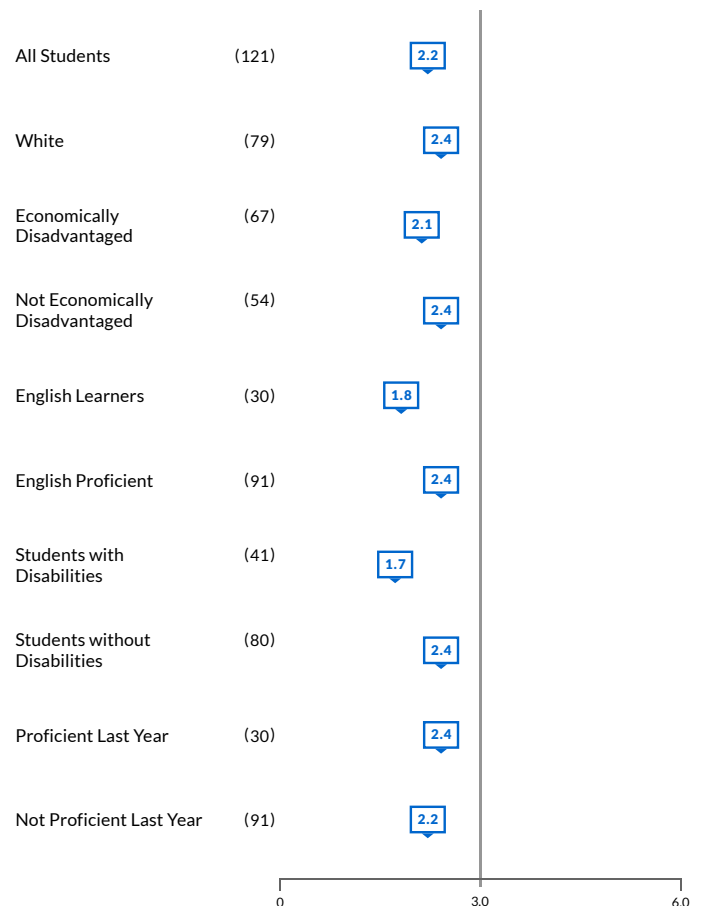 All Students (121) 2.2
White (79) 2.4
Economically
Disadvantaged (67) 2.1
Not Economically
Disadvantaged (54) 2.4
English Learners (30) 1.8
English Proficient (91) 2.4
Students with
Disabilities (41) 1.7
Students without
Disabilities (80) 2.4
Proficient Last Year (30) 2.4
Not Proficient Last Year (91) 2.2
0 3.0 6.0